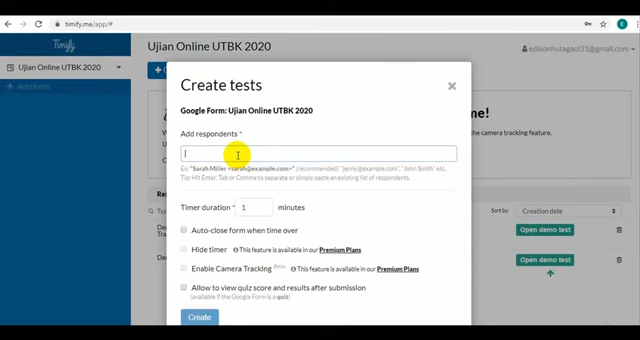 timify.me/app/#
E
Timify
Ujian Online UTBK 2020
edisonhutagaol31@gmail.com
Ujian Online UTBK 2020
Add form
Create tests
Google Form: Ujian Online UTBK 2020
Add respondents *
Ex: "Sarah Miller <sarah@example.com>" (recommended), "jenny@example.com", "John Smith" etc.
Tip: Hit Enter, Tab or Comma to separate or simply paste an existing list of respondents.
Timer duration * 1 minutes
Auto-close form when time over
Hide timer This feature is available in our Premium Plans
Enable Camera Tracking Beta This feature is available in our Premium Plans
Allow to view quiz score and results after submission
(available if the Google Form is a quiz)
Create
me!
the camera tracking feature.
Sort by: Creation date
Open demo test
Open demo test